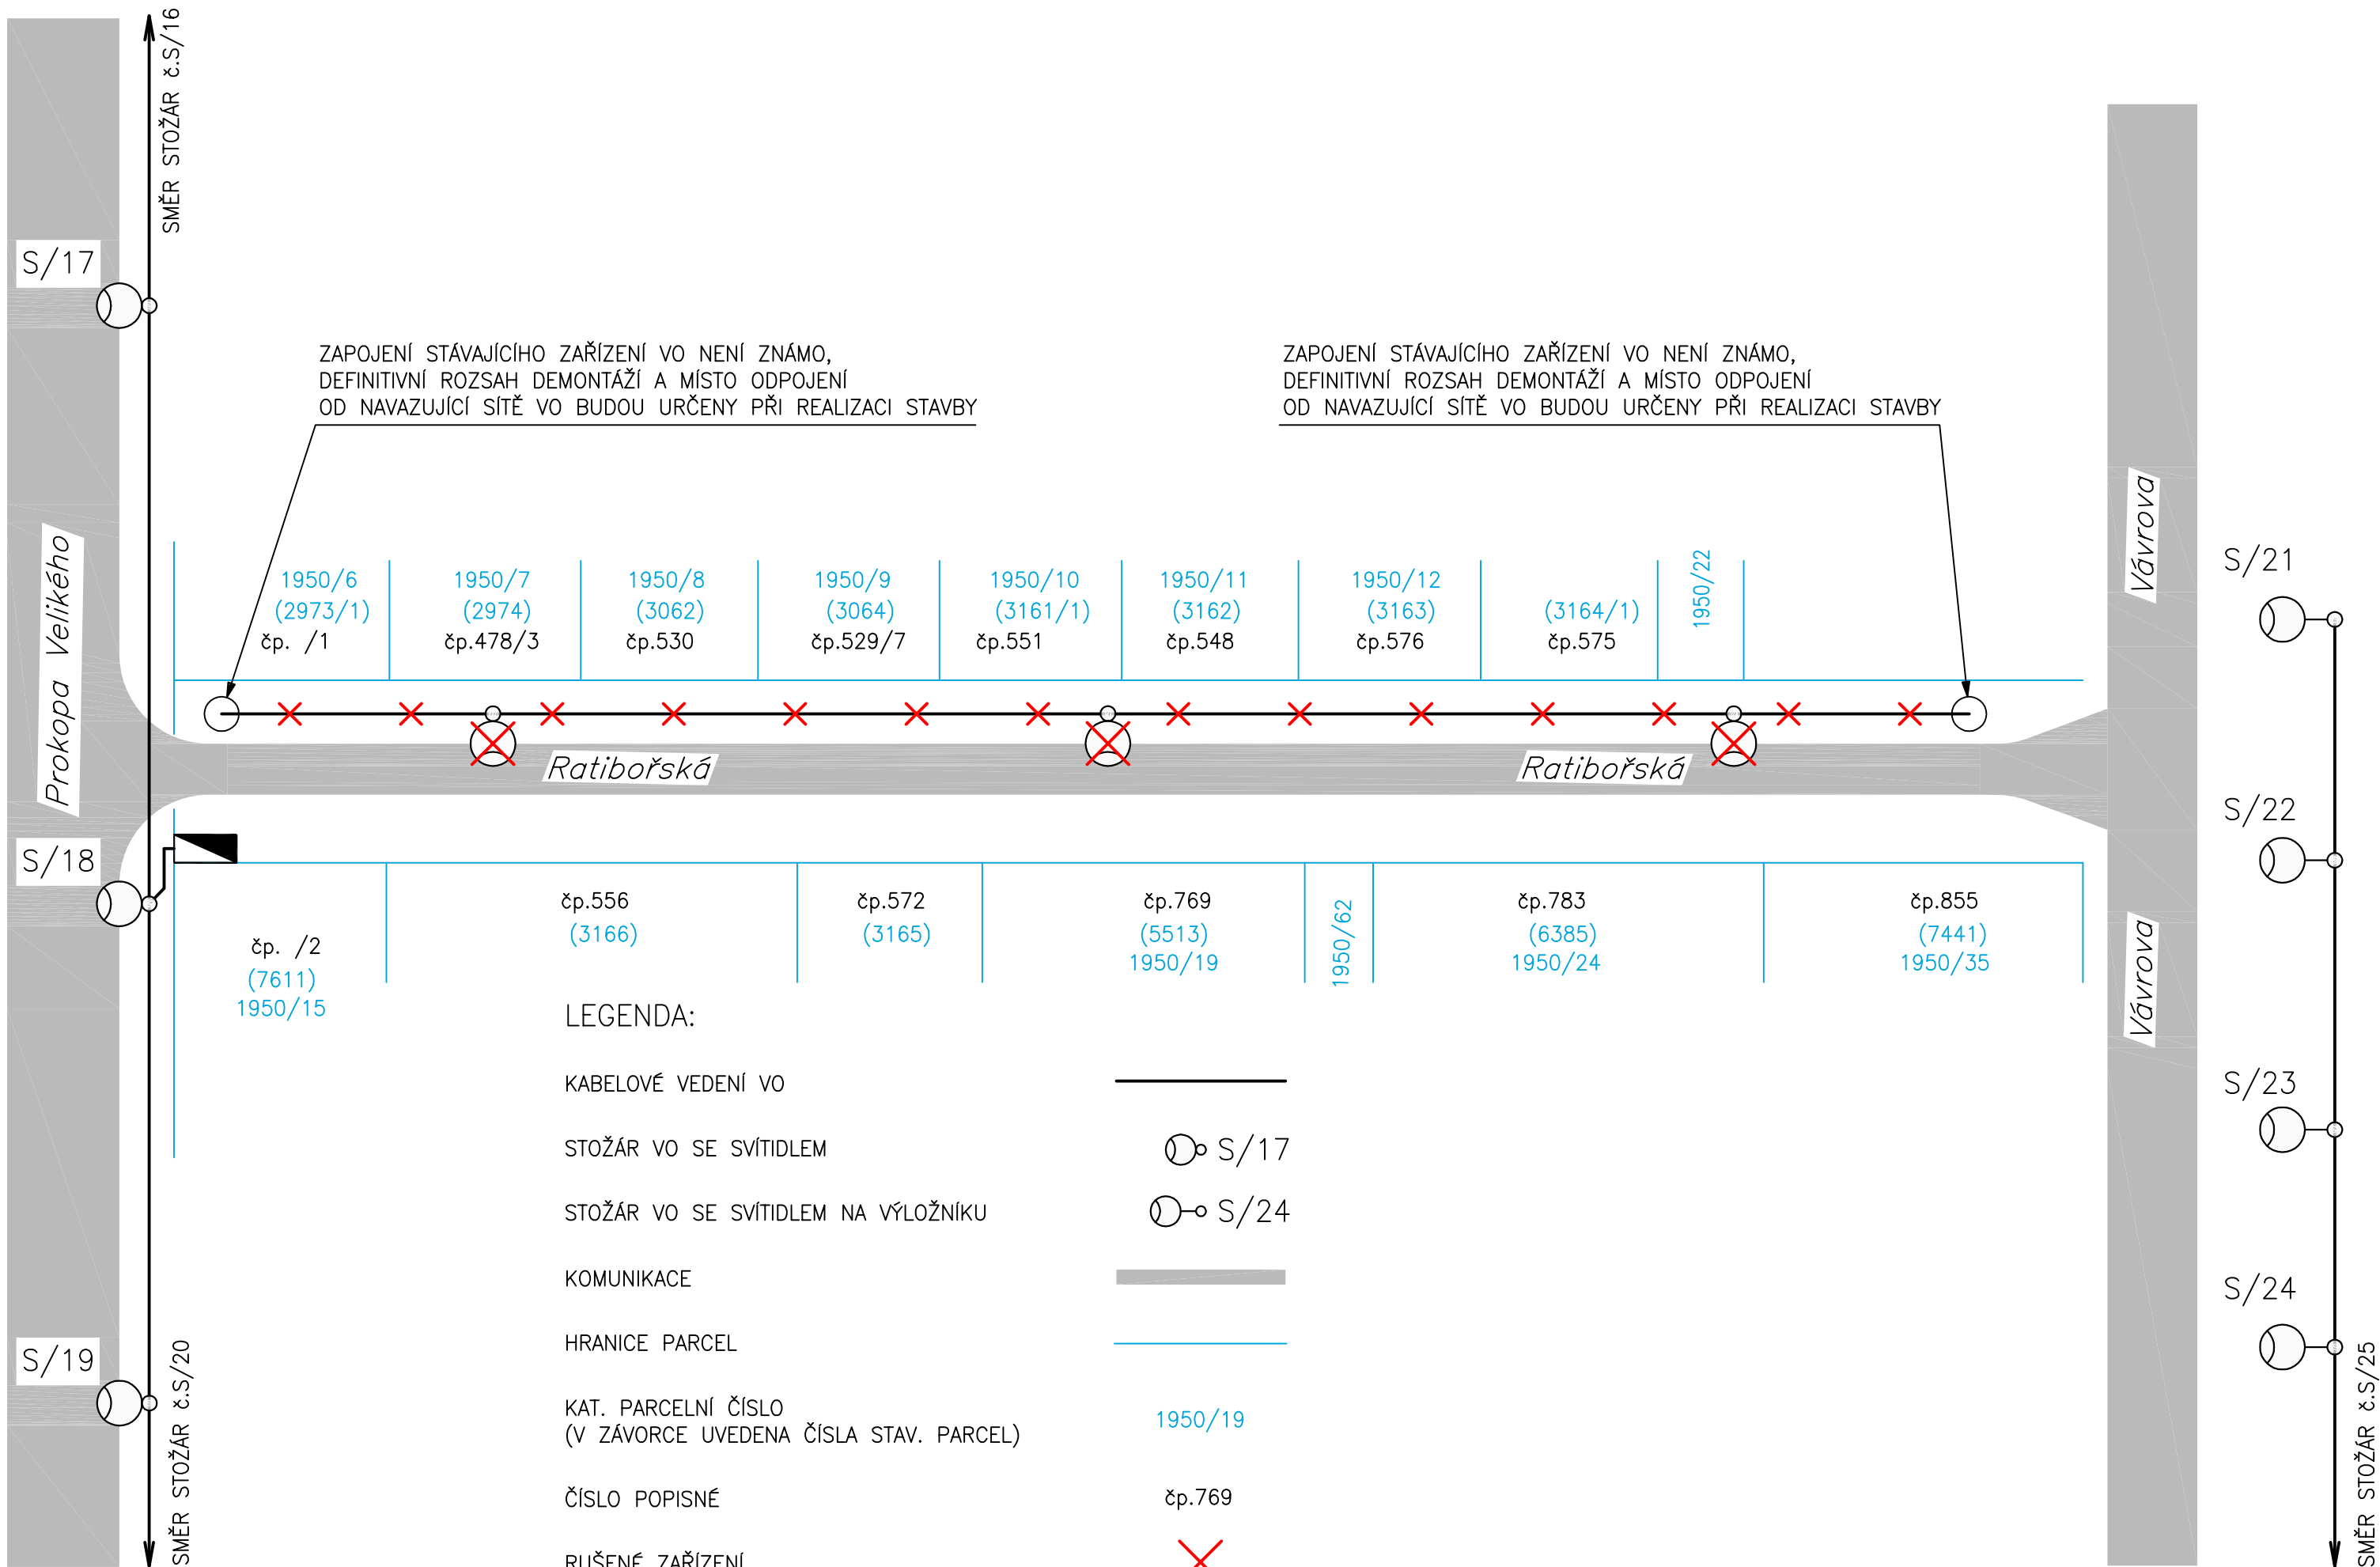 SMĚR STOŽÁR č.S/16
S/17
ZAPOJENÍ STÁVAJÍCÍHO ZAŘÍZENÍ VO NENÍ ZNÁMO,
DEFINITIVNÍ ROZSAH DEMONTÁŽÍ A MÍSTO ODPOJENÍ
OD NAVAZUJÍCÍ SÍTĚ VO BUDOU URČENY PŘI REALIZACI STAVBY
ZAPOJENÍ STÁVAJÍCÍHO ZAŘÍZENÍ VO NENÍ ZNÁMO,
DEFINITIVNÍ ROZSAH DEMONTÁŽÍ A MÍSTO ODPOJENÍ
OD NAVAZUJÍCÍ SÍTĚ VO BUDOU URČENY PŘI REALIZACI STAVBY
Prokopa Velikého
1950/6
(2973/1)
čp. /1
1950/7
(2974)
čp.478/3
1950/8
(3062)
čp.530
1950/9
(3064)
čp.529/7
1950/10
(3161/1)
čp.551
1950/11
(3162)
čp.548
1950/12
(3163)
čp.576
(3164/1)
čp.575
1950/22
Vávrova
S/21
Ratibořská
Ratibořská
S/22
S/18
čp. /2
(7611)
1950/15
čp.556
(3166)
čp.572
(3165)
čp.769
(5513)
1950/19
1950/62
čp.783
(6385)
1950/24
čp.855
(7441)
1950/35
Vávrova
S/23
S/24
S/19
SMĚR STOŽÁR č.S/20
SMĚR STOŽÁR č.S/25
LEGENDA:
KABELOVÉ VEDENÍ VO
STOŽÁR VO SE SVÍTIDLEM
S/17
STOŽÁR VO SE SVÍTIDLEM NA VÝLOŽNÍKU
S/24
KOMUNIKACE
HRANICE PARCEL
KAT. PARCELNÍ ČÍSLO
(V ZÁVORCE UVEDENA ČÍSLA STAV. PARCEL)
1950/19
ČÍSLO POPISNÉ
čp.769
RUŠENÉ ZAŘÍZENÍ